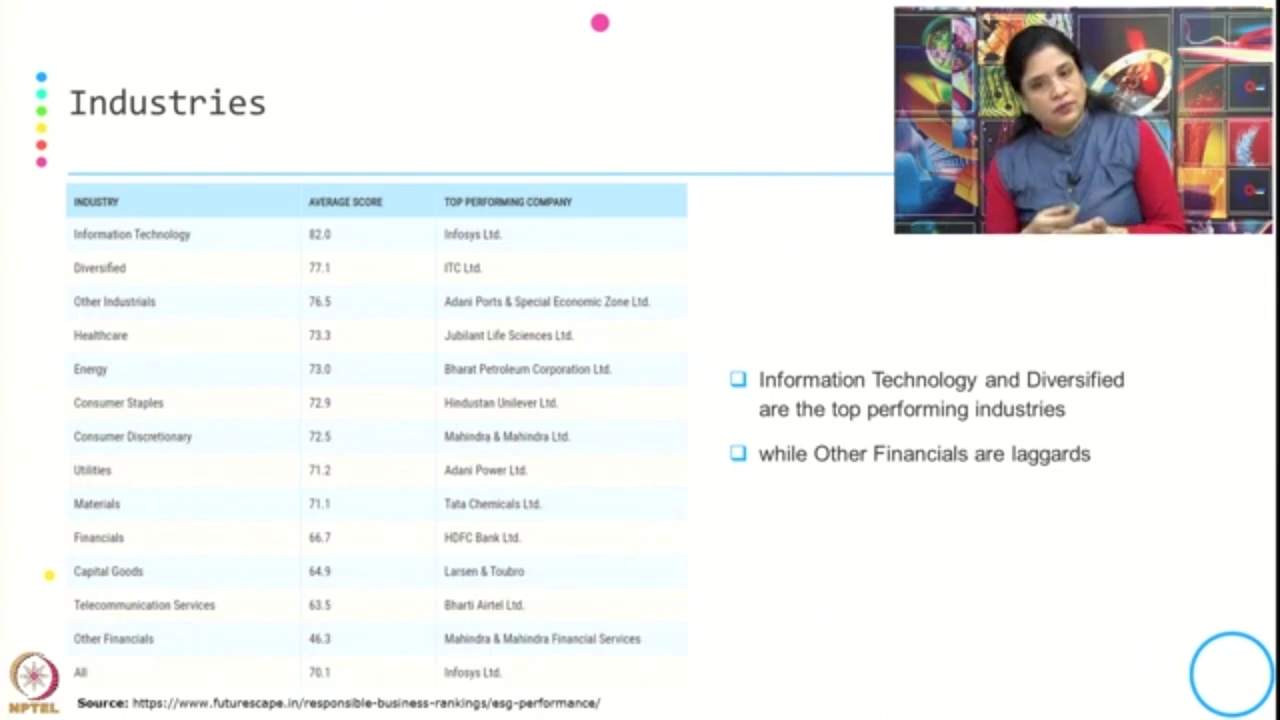 Industries
INDUSTRY AVERAGE SCORE TOP PERFORMING COMPANY
Information Technology 82.0 Infosys Ltd.
Diversified 77.1 ITC Ltd.
Other Industrials 76.5 Adani Ports & Special Economic Zone Ltd.
Healthcare 73.3 Jubilant Life Sciences Ltd.
Energy 73.0 Bharat Petroleum Corporation Ltd.
Consumer Staples 72.9 Hindustan Unilever Ltd.
Consumer Discretionary 72.5 Mahindra & Mahindra Ltd.
Utilities 71.2 Adani Power Ltd.
Materials 71.1 Tata Chemicals Ltd.
Financials 66.7 HDFC Bank Ltd.
Capital Goods 64.9 Larsen & Toubro
Telecommunication Services 63.5 Bharti Airtel Ltd.
Other Financials 46.3 Mahindra & Mahindra Financial Services
All 70.1 Infosys Ltd.
Information Technology and Diversified
are the top performing industries
while Other Financials are laggards
NPTEL
Source: https://www.futurescape.in/responsible-business-rankings/esg-performance/